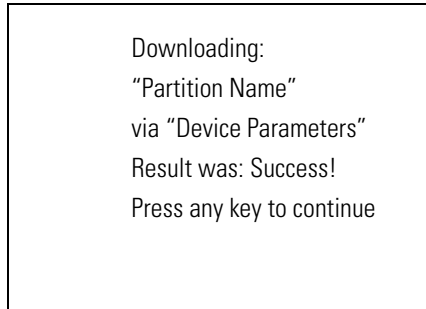 Downloading:
“Partition Name”
via “Device Parameters”
Result was: Success!
Press any key to continue